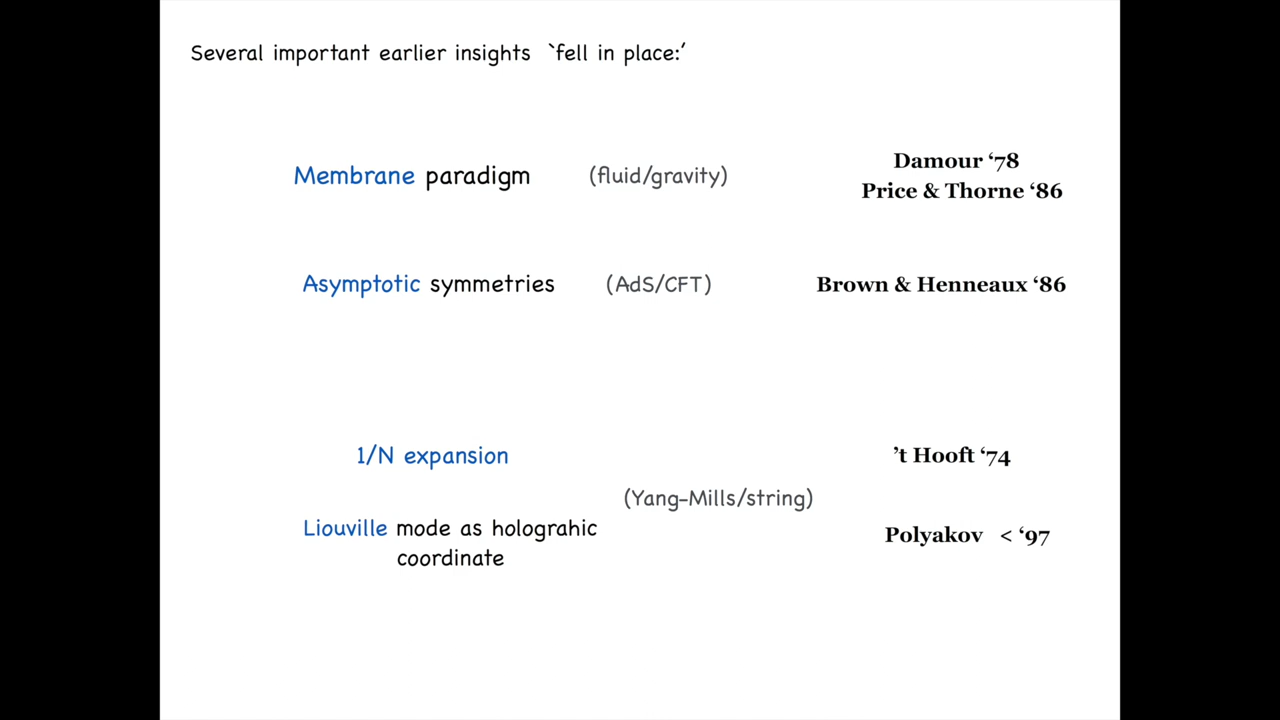 Several important earlier insights `fell in place:′
Membrane paradigm (fluid/gravity) Damour ‘78
Price & Thorne ‘86
Asymptotic symmetries (AdS/CFT) Brown & Henneaux ‘86
1/N expansion ’t Hooft ‘74
(Yang-Mills/string)
Liouville mode as holograhic Polyakov < ‘97
coordinate